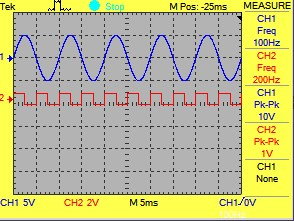 Tek Stop M Pos: -25ms MEASURE
CH1
Freq
100Hz
CH2
Freq
200Hz
CH1
Pk-Pk
10V
CH2
Pk-Pk
1V
CH1
None
1
2
CH1 5V CH2 2V M 5ms CH1/0V